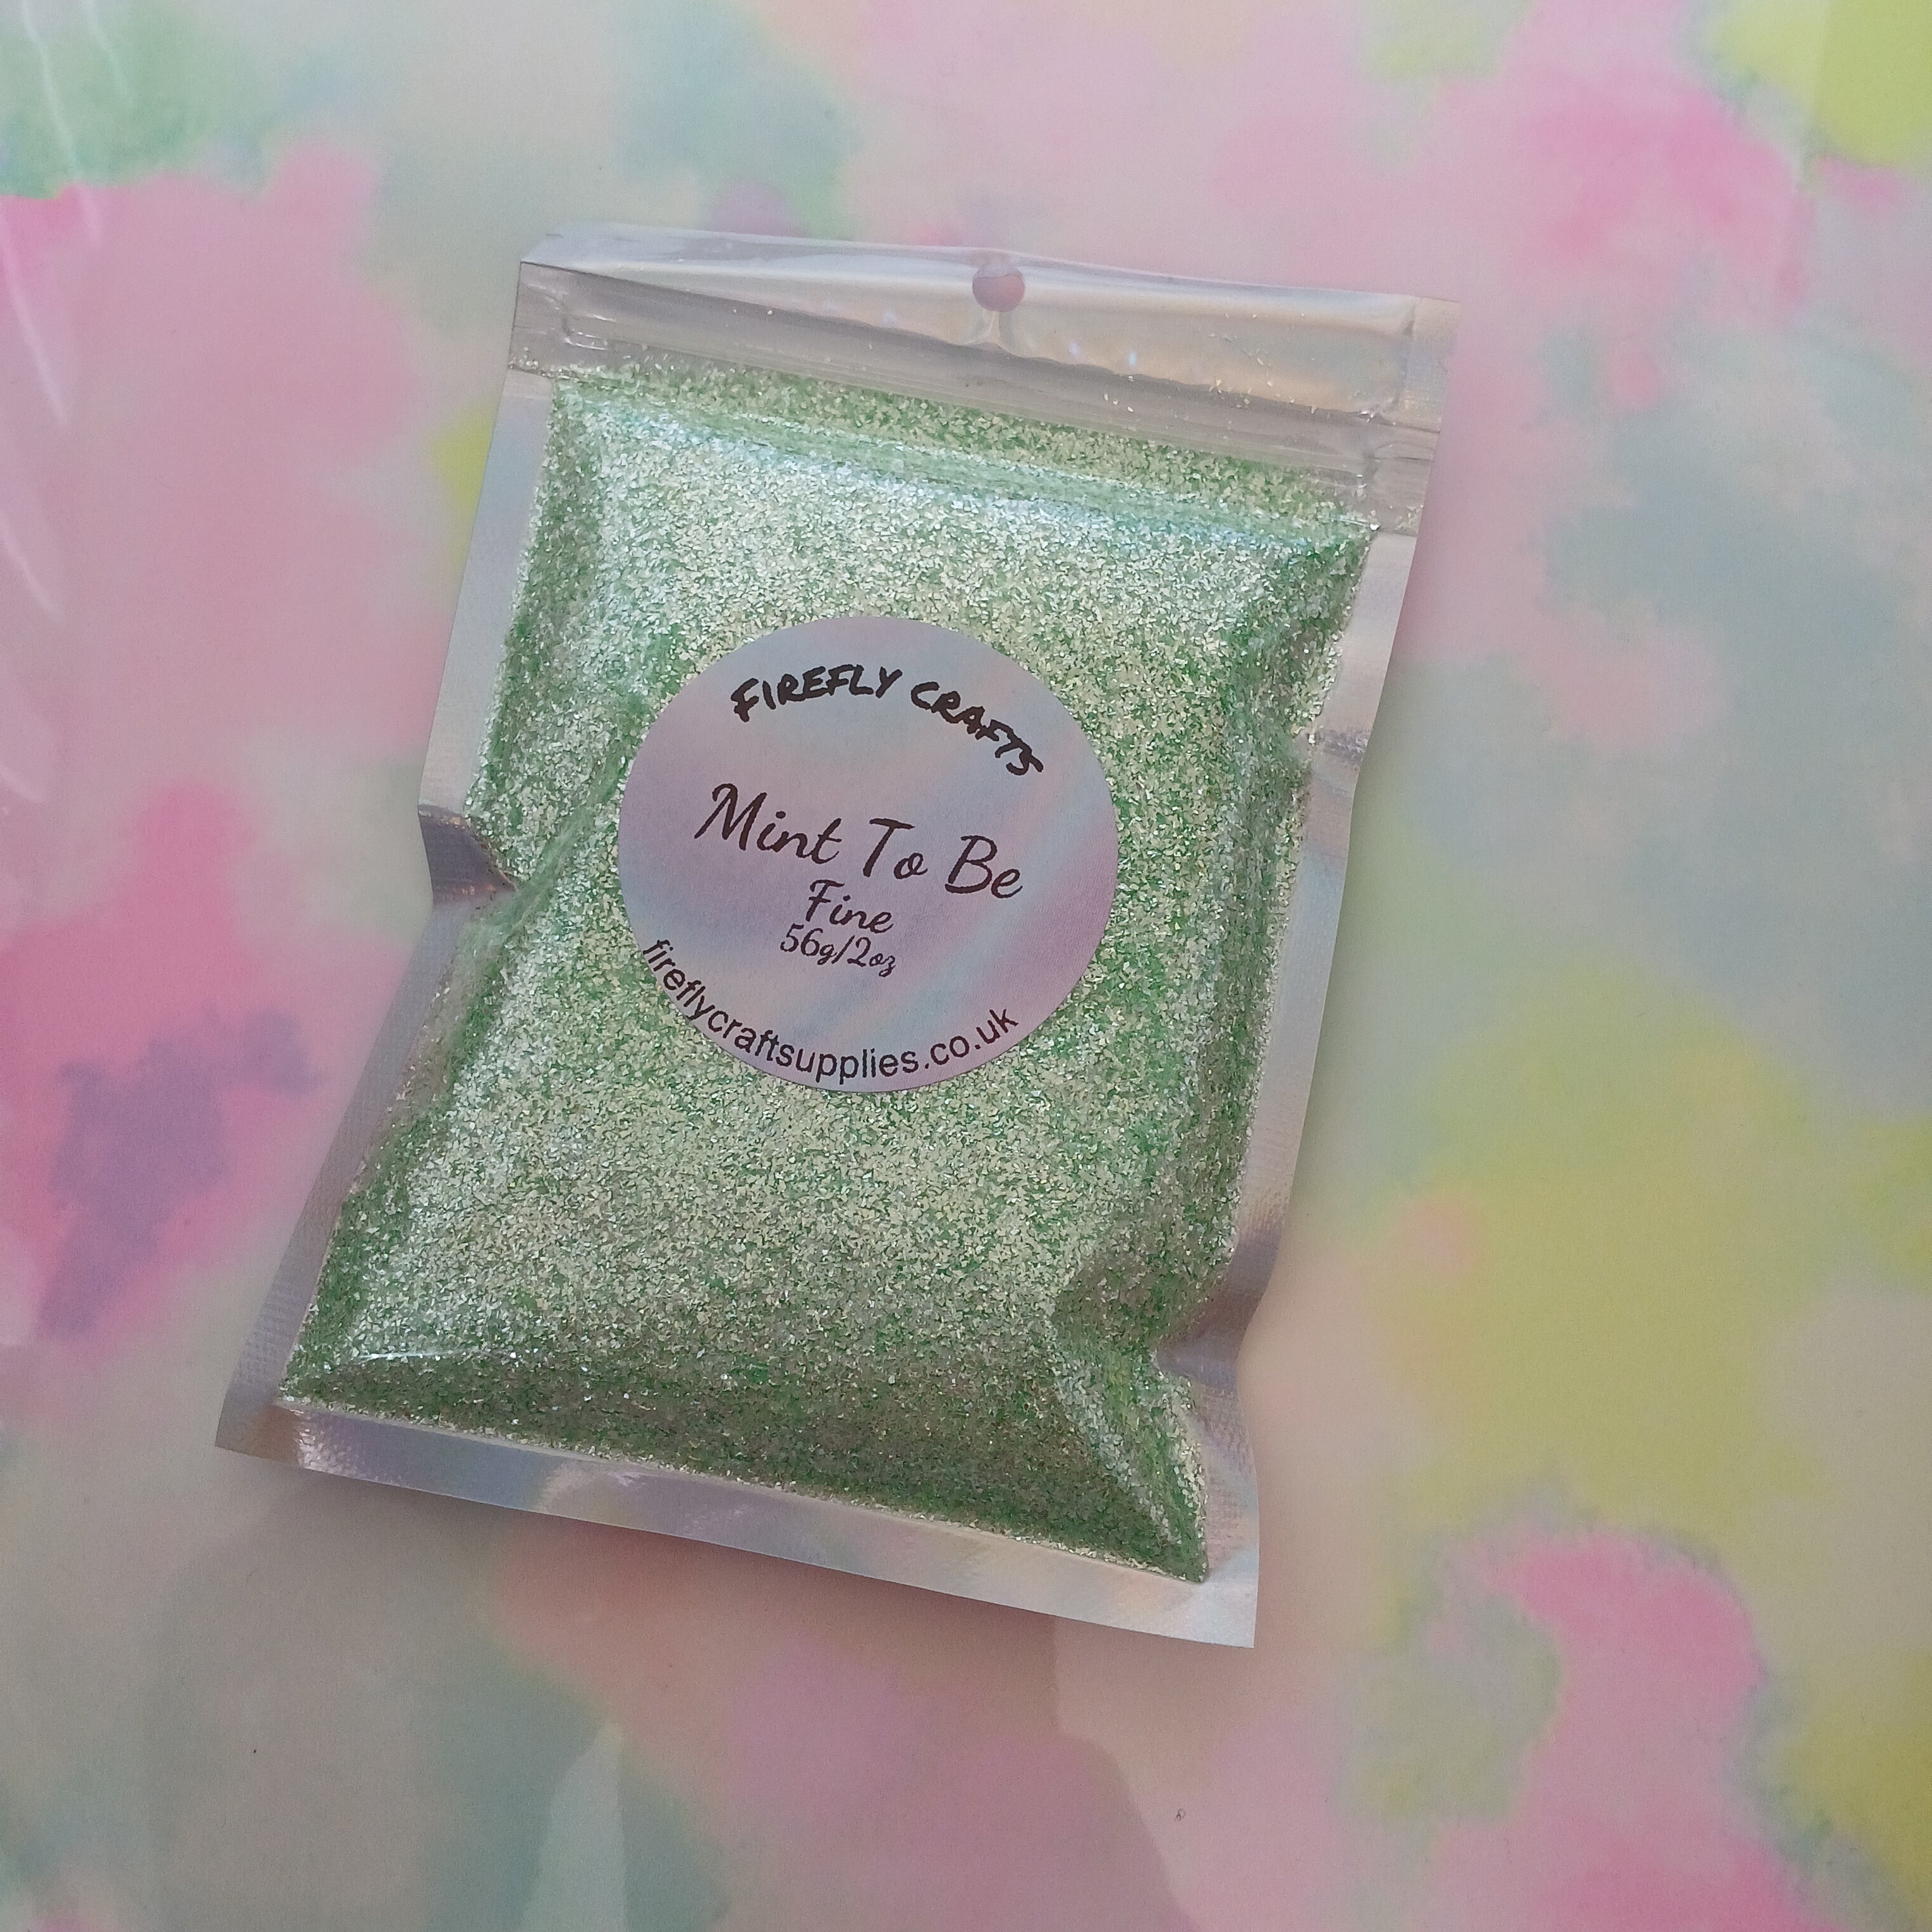 FIREFLY CRAFTS
Mint To Be
Fine
56g/2oz
fireflycraftsupplies.co.uk